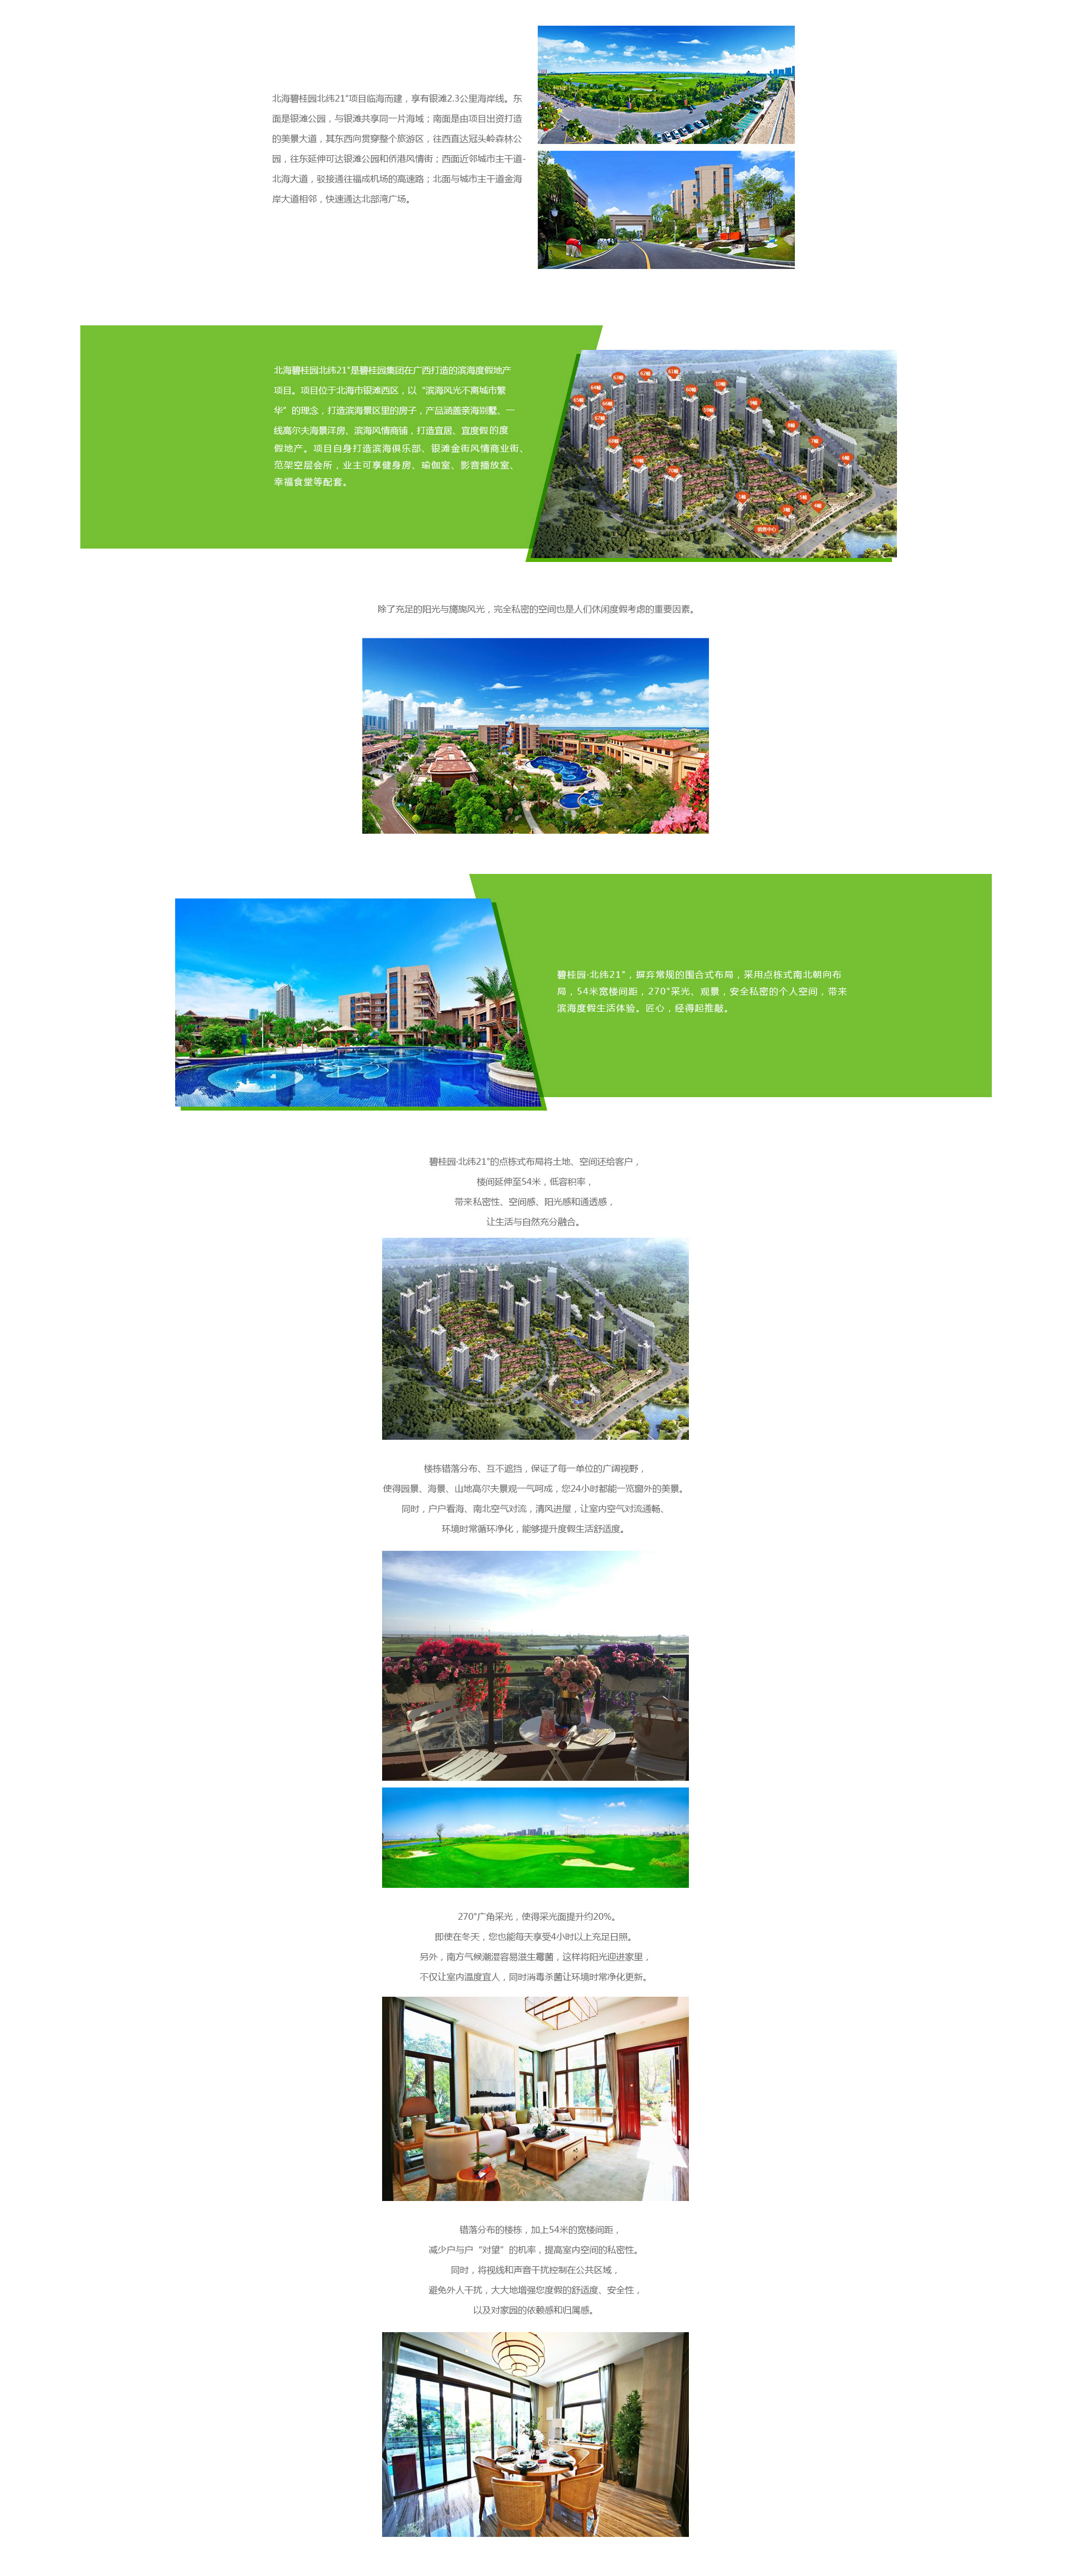 北海碧桂园北纬21°项目临海而建，享有银滩2.3公里海岸线。东
面是银滩公园，与银滩共享同一片海域；南面是由项目出资打造
的美景大道，其东西向贯穿整个旅游区，往西直达冠头岭森林公
园，往东延伸可达银滩公园和侨港风情街；西面近邻城市主干道-
北海大道，驳接通往福成机场的高速路；北面与城市主干道金海
岸大道相邻，快速通达北部湾广场。
北海碧桂园北纬21°是碧桂园集团在广西打造的滨海度假地产
项目。项目位于北海市银滩西区，以“滨海风光不离城市繁
华”的理念，打造滨海景区里的房子，产品涵盖亲海别墅、一
线高尔夫海景洋房、滨海风情商铺，打造宜居、宜度假的度
假地产。项目自身打造滨海俱乐部、银滩金街风情商业街、
范架空层会所，业主可享健身房、瑜伽室、影音播放室、
幸福食堂等配套。
销售中心
除了充足的阳光与旖旎风光，完全私密的空间也是人们休闲度假考虑的重要因素。
碧桂园·北纬21°，摒弃常规的围合式布局，采用点栋式南北朝向布
局，54米宽楼间距，270°采光、观景，安全私密的个人空间，带来
滨海度假生活体验。匠心，经得起推敲。
碧桂园·北纬21°的点栋式布局将土地、空间还给客户，
楼间延伸至54米，低容积率，
带来私密性、空间感、阳光感和通透感，
让生活与自然充分融合。
楼栋错落分布、互不遮挡，保证了每一单位的广阔视野，
使得园景、海景、山地高尔夫景观一气呵成，您24小时都能一览窗外的美景。
同时，户户看海、南北空气对流，清风进屋，让室内空气对流通畅、
环境时常循环净化，能够提升度假生活舒适度。
270°广角采光，使得采光面提升约20%。
即使在冬天，您也能每天享受4小时以上充足日照。
另外，南方气候潮湿容易滋生霉菌，这样将阳光迎进家里，
不仅让室内温度宜人，同时消毒杀菌让环境时常净化更新。
错落分布的楼栋，加上54米的宽楼间距，
减少户与户“对望”的机率，提高室内空间的私密性。
同时，将视线和声音干扰控制在公共区域，
避免外人干扰，大大地增强您度假的舒适度、安全性，
以及对家园的依赖感和归属感。